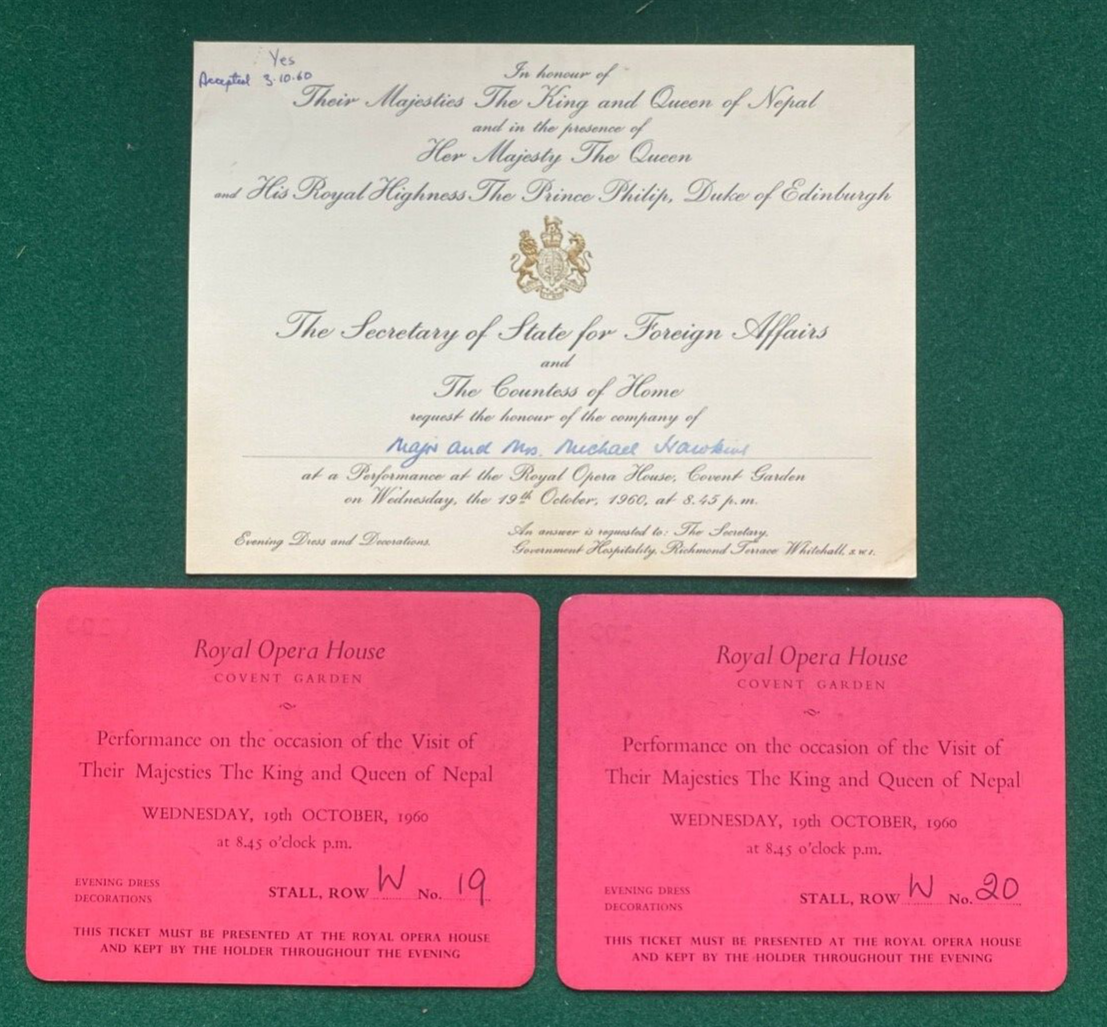 Yes
Accepted 3·10·60
In honour of
Their Majesties The King and Queen of Nepal
and in the presence of
Her Majesty The Queen
and His Royal Highness The Prince Philip, Duke of Edinburgh
The Secretary of State for Foreign Affairs
and
The Countess of Home
request the honour of the company of
Major and Mrs. Michael Hawkins
at a Performance at the Royal Opera House, Covent Garden
on Wednesday, the 19th October, 1960, at 8.45 p.m.
Evening Dress and Decorations.
An answer is requested to: The Secretary,
Government Hospitality, Richmond Terrace Whitehall, S.W.1.
Royal Opera House
COVENT GARDEN
Performance on the occasion of the Visit of
Their Majesties The King and Queen of Nepal
WEDNESDAY, 19th OCTOBER, 1960
at 8.45 o'clock p.m.
EVENING DRESS
DECORATIONS
STALL, ROW W No. 19
THIS TICKET MUST BE PRESENTED AT THE ROYAL OPERA HOUSE
AND KEPT BY THE HOLDER THROUGHOUT THE EVENING
Royal Opera House
COVENT GARDEN
Performance on the occasion of the Visit of
Their Majesties The King and Queen of Nepal
WEDNESDAY, 19th OCTOBER, 1960
at 8.45 o'clock p.m.
EVENING DRESS
DECORATIONS
STALL, ROW W No. 20
THIS TICKET MUST BE PRESENTED AT THE ROYAL OPERA HOUSE
AND KEPT BY THE HOLDER THROUGHOUT THE EVENING